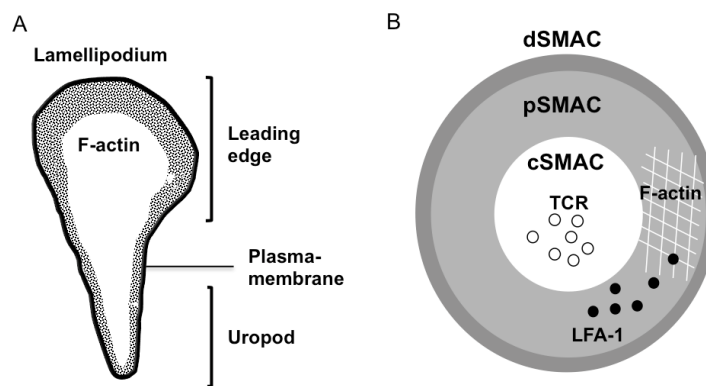 A
Lamellipodium
F-actin
Leading
edge
Plasma-
membrane
Uropod
B
dSMAC
pSMAC
cSMAC
TCR
F-actin
LFA-1